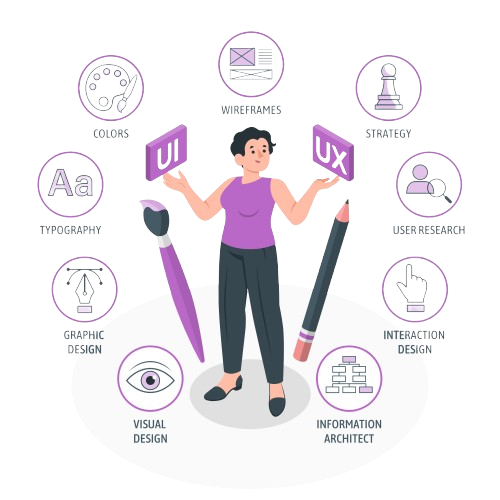 WIREFRAMES
COLORS
STRATEGY
UI
UX
Aa
TYPOGRAPHY
USER RESEARCH
GRAPHIC
DESIGN
INTERACTION
DESIGN
VISUAL
DESIGN
INFORMATION
ARCHITECT